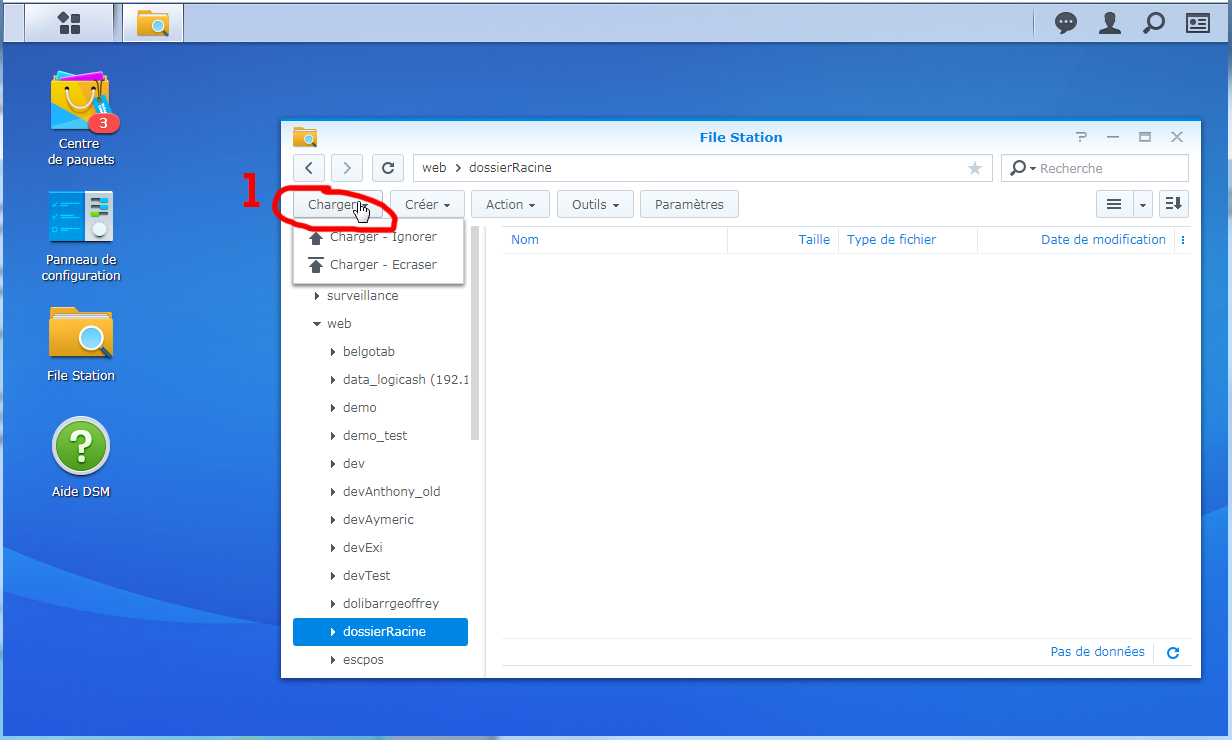 3
Centre
de paquets
Panneau de
configuration
File Station
Aide DSM
File Station
web
dossierRacine
Recherche
1
Charger
Créer
Action
Outils
Paramètres
Charger - Ignorer
Charger - Ecraser
surveillance
web
belgotab
data_logicash (192.1
demo
demo_test
dev
devAnthony_old
devAymeric
devExi
devTest
dolibarrgeoffrey
dossierRacine
escpos
Nom
Taille
Type de fichier
Date de modification
Pas de données